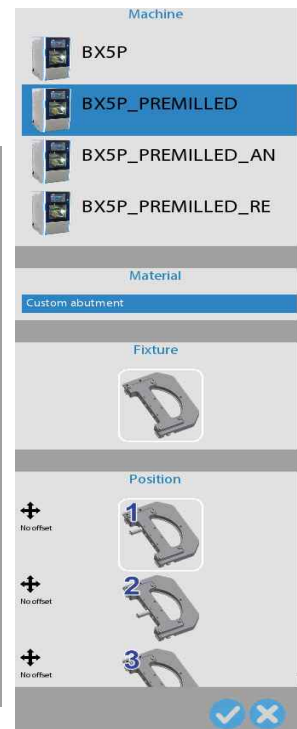 Machine
BX5P
BX5P_PREMILLED
BX5P_PREMILLED_AN
BX5P_PREMILLED_RE
Material
Custom abutment
Fixture
Position
1
No offset
2
No offset
3
No offset